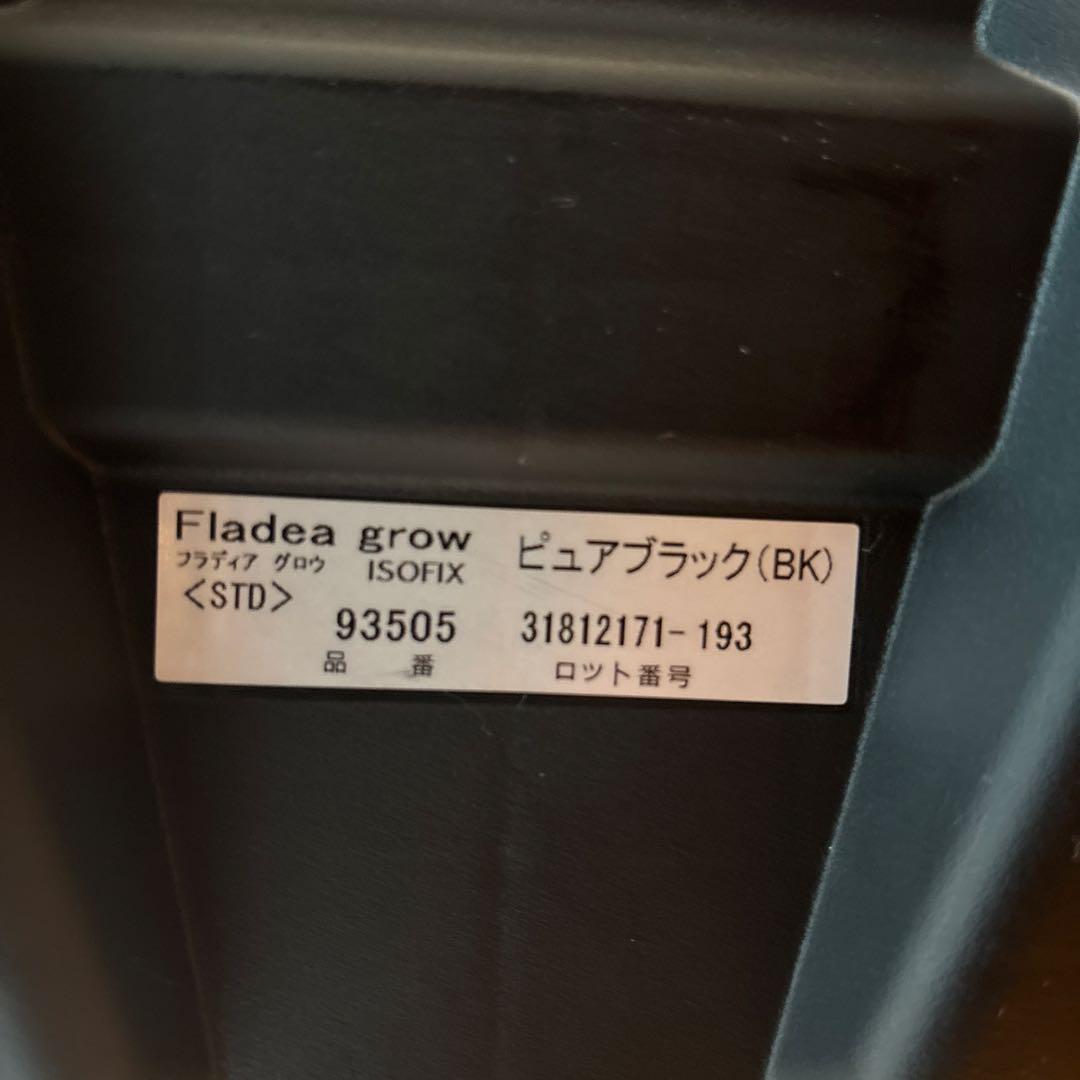 Fladea grow ピュアブラック(BK)
フラディア グロウ ISOFIX
<STD>
93505 31812171-193
品番 ロット番号